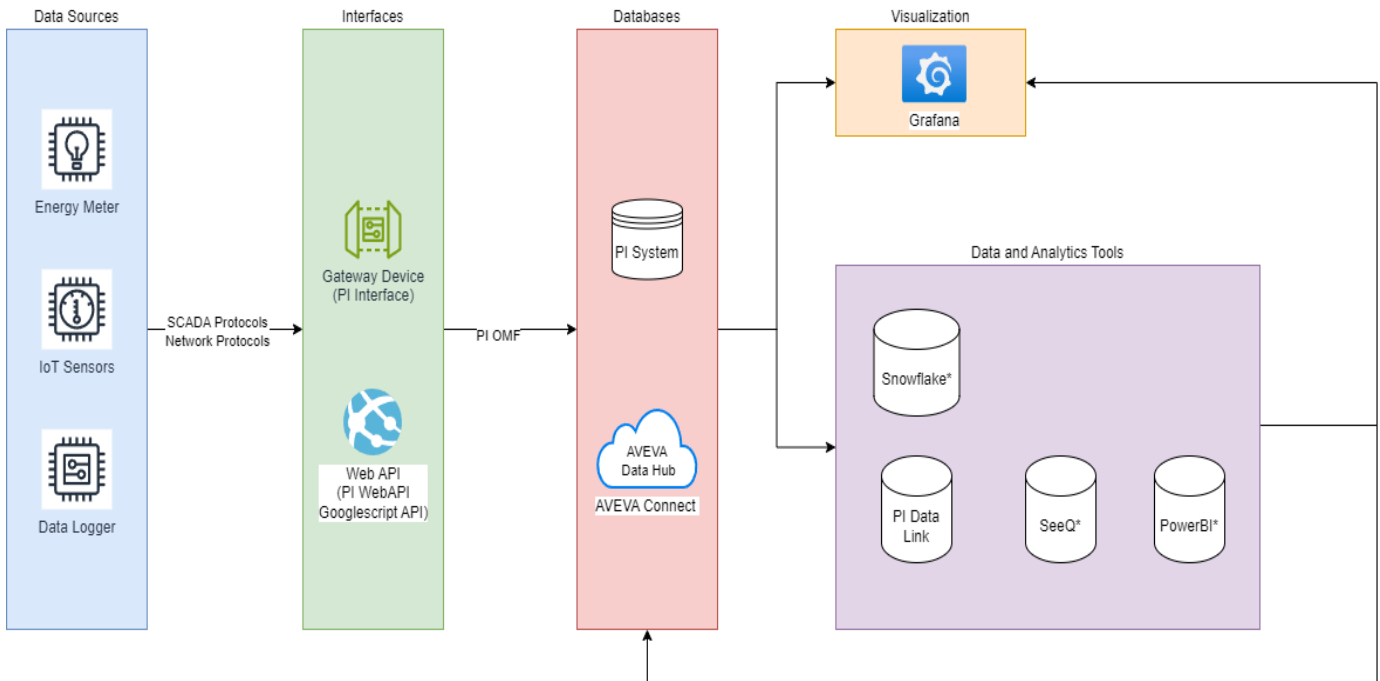 Data Sources
Interfaces
Databases
Visualization
Energy Meter
IoT Sensors
Data Logger
SCADA Protocols
Network Protocols
Gateway Device
(PI Interface)
Web API
(PI WebAPI
Googlescript API)
PI OMF
PI System
AVEVA
Data Hub
AVEVA Connect
Grafana
Data and Analytics Tools
Snowflake*
PI Data
Link
SeeQ*
PowerBI*